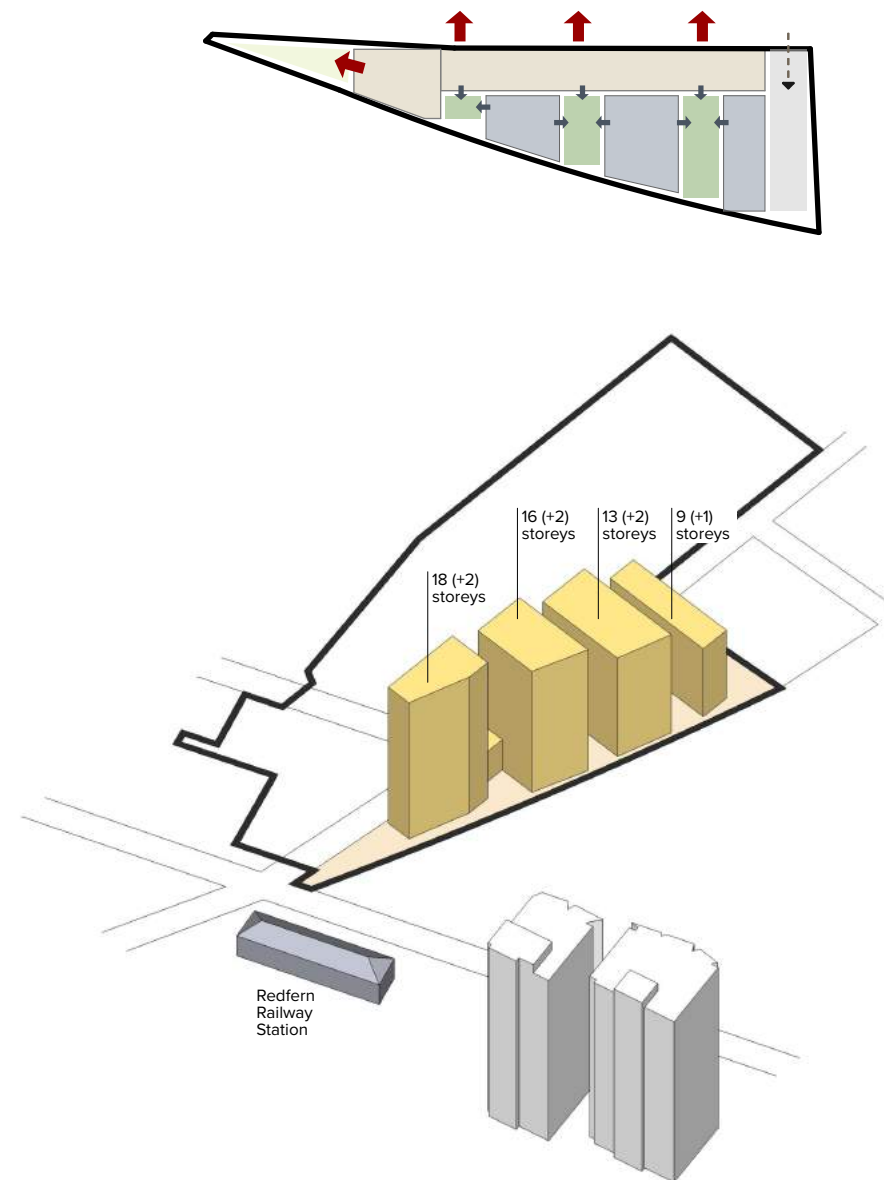 16 (+2)
storeys
13 (+2)
storeys
9 (+1)
storeys
18 (+2)
storeys
Redfern
Railway
Station